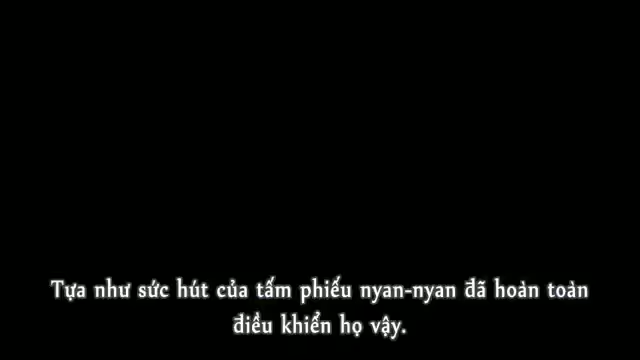 Tựa như sức hút của tấm phiếu nyan-nyan đã hoàn toàn
điều khiển họ vậy.